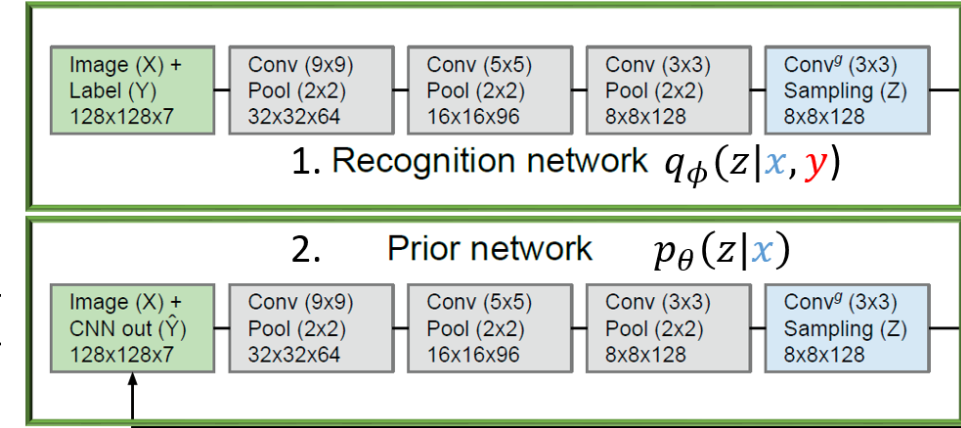 Image (X) +
Label (Y)
128x128x7
Conv (9x9)
Pool (2x2)
32x32x64
Conv (5x5)
Pool (2x2)
16x16x96
Conv (3x3)
Pool (2x2)
8x8x128
Convᵍ (3x3)
Sampling (Z)
8x8x128
1. Recognition network q_ϕ(z|x, y)
2. Prior network p_θ(z|x)
Image (X) +
CNN out (Ŷ)
128x128x7
Conv (9x9)
Pool (2x2)
32x32x64
Conv (5x5)
Pool (2x2)
16x16x96
Conv (3x3)
Pool (2x2)
8x8x128
Convᵍ (3x3)
Sampling (Z)
8x8x128